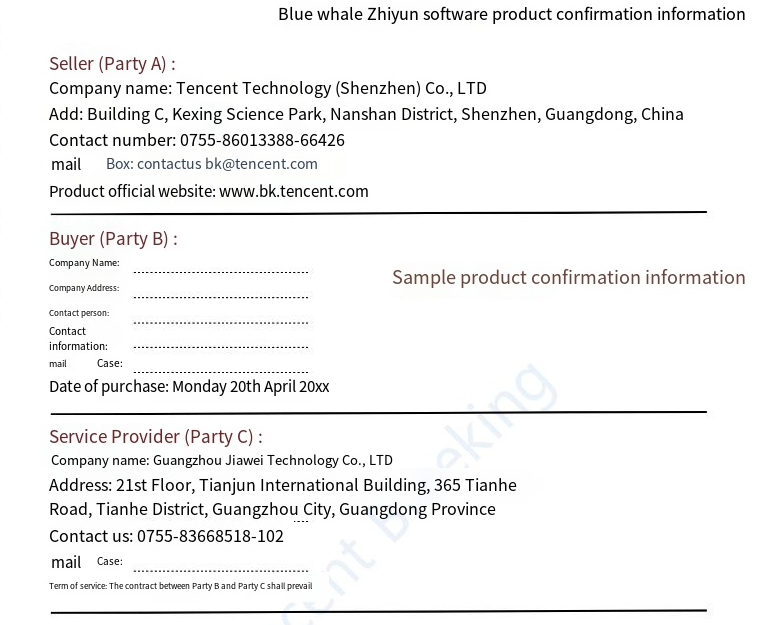 Blue whale Zhiyun software product confirmation information
Seller (Party A) :
Company name: Tencent Technology (Shenzhen) Co., LTD
Add: Building C, Kexing Science Park, Nanshan District, Shenzhen, Guangdong, China
Contact number: 0755-86013388-66426
mail Box: contactus bk@tencent.com
Product official website: www.bk.tencent.com
Buyer (Party B) :
Company Name:
Sample product confirmation information
Company Address:
Contact person:
Contact
information:
mail Case:
Date of purchase: Monday 20th April 20xx
Service Provider (Party C) :
Company name: Guangzhou Jiawei Technology Co., LTD
Address: 21st Floor, Tianjun International Building, 365 Tianhe
Road, Tianhe District, Guangzhou City, Guangdong Province
Contact us: 0755-83668518-102
mail Case:
Term of service: The contract between Party B and Party C shall prevail